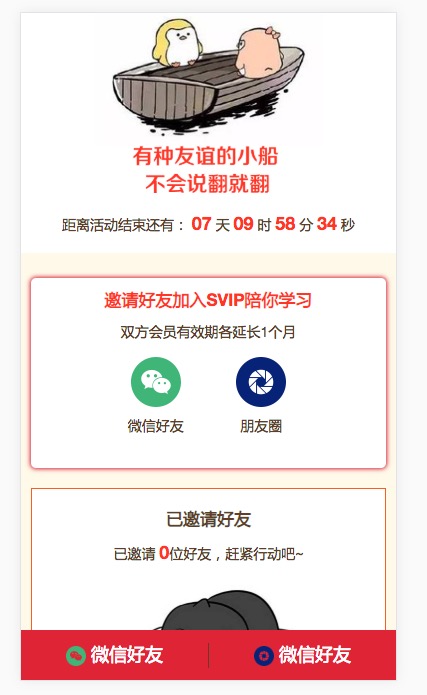 有种友谊的小船
不会说翻就翻
距离活动结束还有： 07 天 09 时 58 分 34 秒
邀请好友加入SVIP陪你学习
双方会员有效期各延长1个月
微信好友 朋友圈
已邀请好友
已邀请 0位好友，赶紧行动吧~
微信好友 微信好友